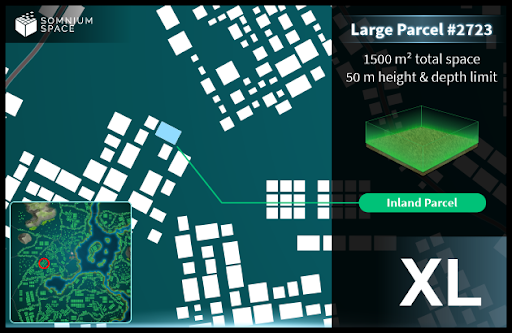 SOMNIUM
SPACE
Large Parcel #2723
1500 m² total space
50 m height & depth limit
Inland Parcel
XL